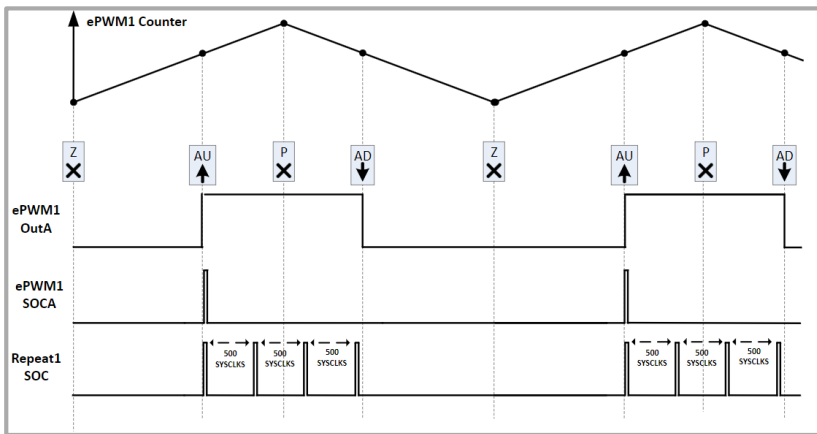 ePWM1 Counter
Z
AU
P
AD
Z
AU
P
AD
ePWM1
OutA
ePWM1
SOCA
Repeat1
SOC
500
SYSCLKS
500
SYSCLKS
500
SYSCLKS
500
SYSCLKS
500
SYSCLKS
500
SYSCLKS